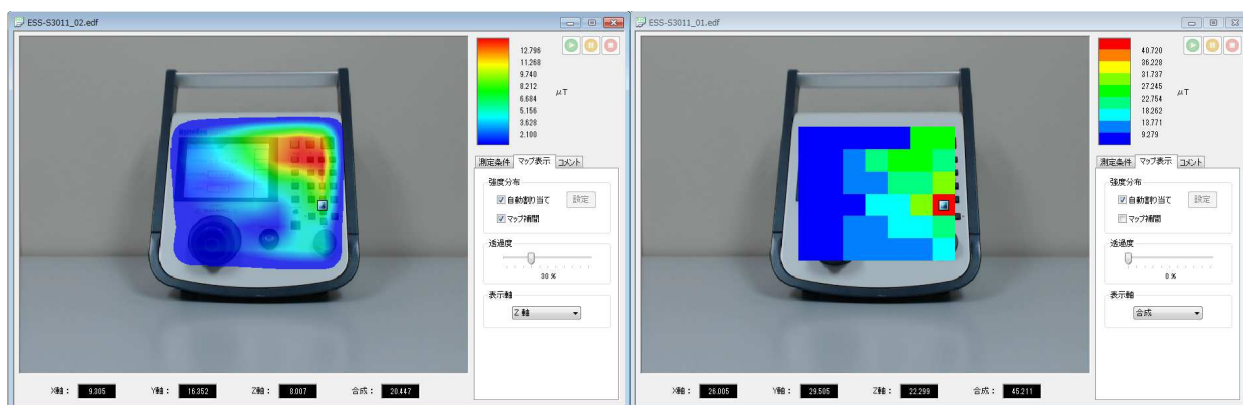 ESS-S3011_02.edf
12.796
11.268
9.740
8.212
6.684
5.156
3.628
2.100
μT
測定条件 マップ表示 コメント
強度分布
自動割り当て 設定
マップ補間
透過度
30 %
表示軸
Z 軸
X軸： 9.305 Y軸： 16.352 Z軸： 8.007 合成： 20.447
ESS-S3011_01.edf
40.720
36.228
31.737
27.245
22.754
18.262
13.771
9.279
μT
測定条件 マップ表示 コメント
強度分布
自動割り当て 設定
マップ補間
透過度
0 %
表示軸
合成
X軸： 26.005 Y軸： 29.505 Z軸： 22.299 合成： 45.211